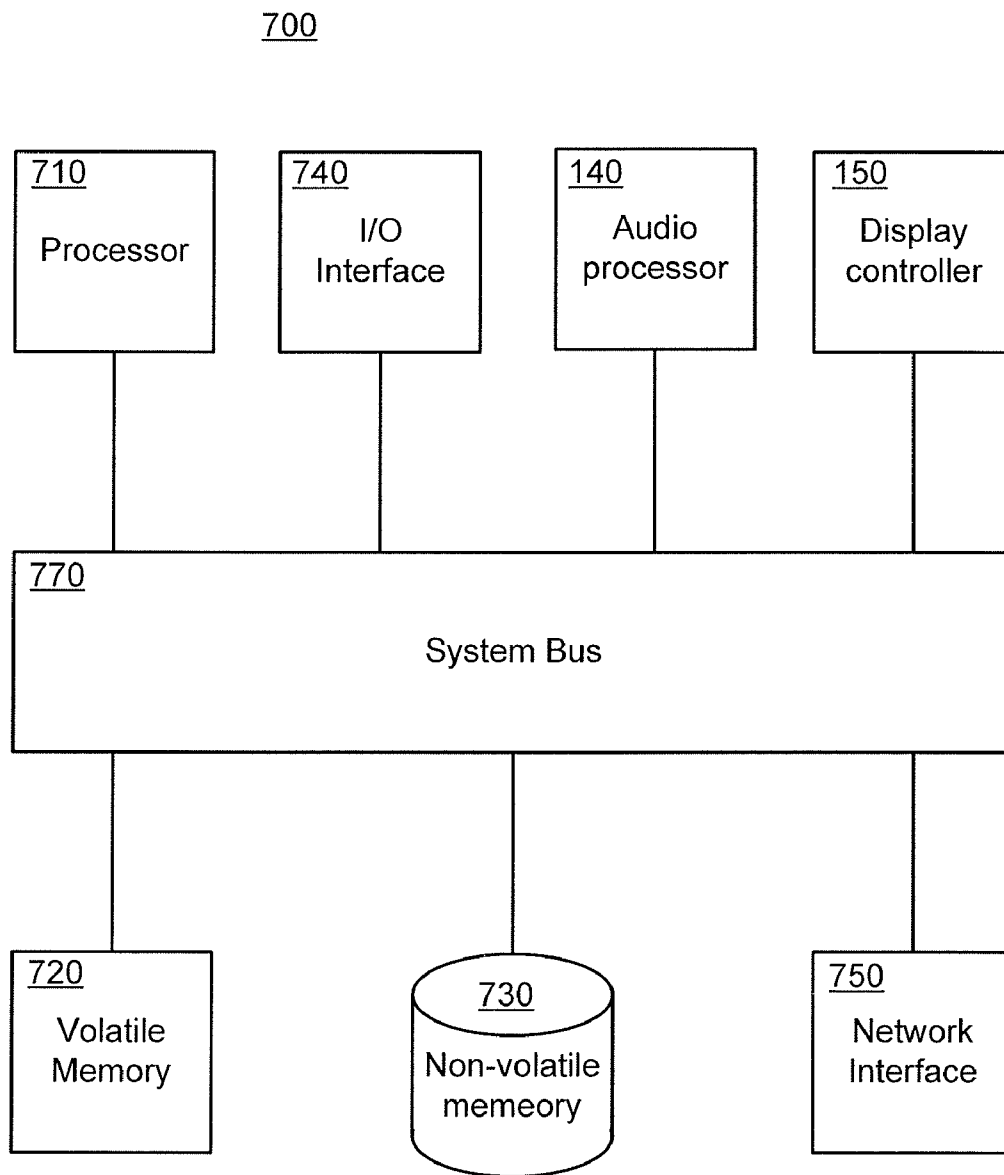 700
710
Processor
740
I/O
Interface
140
Audio
processor
150
Display
controller
770
System Bus
720
Volatile
Memory
730
Non-volatile
memeory
750
Network
Interface